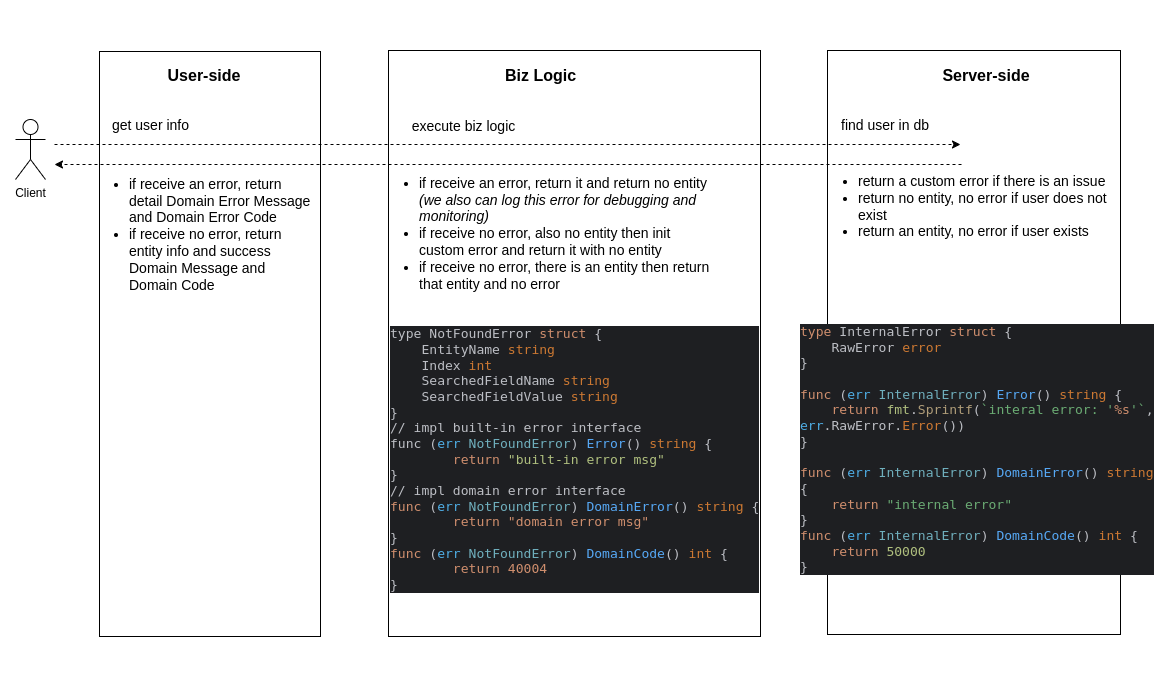 User-side
Biz Logic
Server-side
get user info
execute biz logic
find user in db
Client
• if receive an error, return
detail Domain Error Message
and Domain Error Code
• if receive no error, return
entity info and success
Domain Message and
Domain Code
• if receive an error, return it and return no entity
(we also can log this error for debugging and
monitoring)
• if receive no error, also no entity then init
custom error and return it with no entity
• if receive no error, there is an entity then return
that entity and no error
• return a custom error if there is an issue
• return no entity, no error if user does not
exist
• return an entity, no error if user exists
type NotFoundError struct {
    EntityName string
    Index int
    SearchedFieldName string
    SearchedFieldValue string
}
// impl built-in error interface
func (err NotFoundError) Error() string {
        return "built-in error msg"
}
// impl domain error interface
func (err NotFoundError) DomainError() string {
        return "domain error msg"
}
func (err NotFoundError) DomainCode() int {
        return 40004
}
type InternalError struct {
    RawError error
}
func (err InternalError) Error() string {
    return fmt.Sprintf(`interal error: '%s'`,
err.RawError.Error())
}
func (err InternalError) DomainError() string
{
    return "internal error"
}
func (err InternalError) DomainCode() int {
    return 50000
}